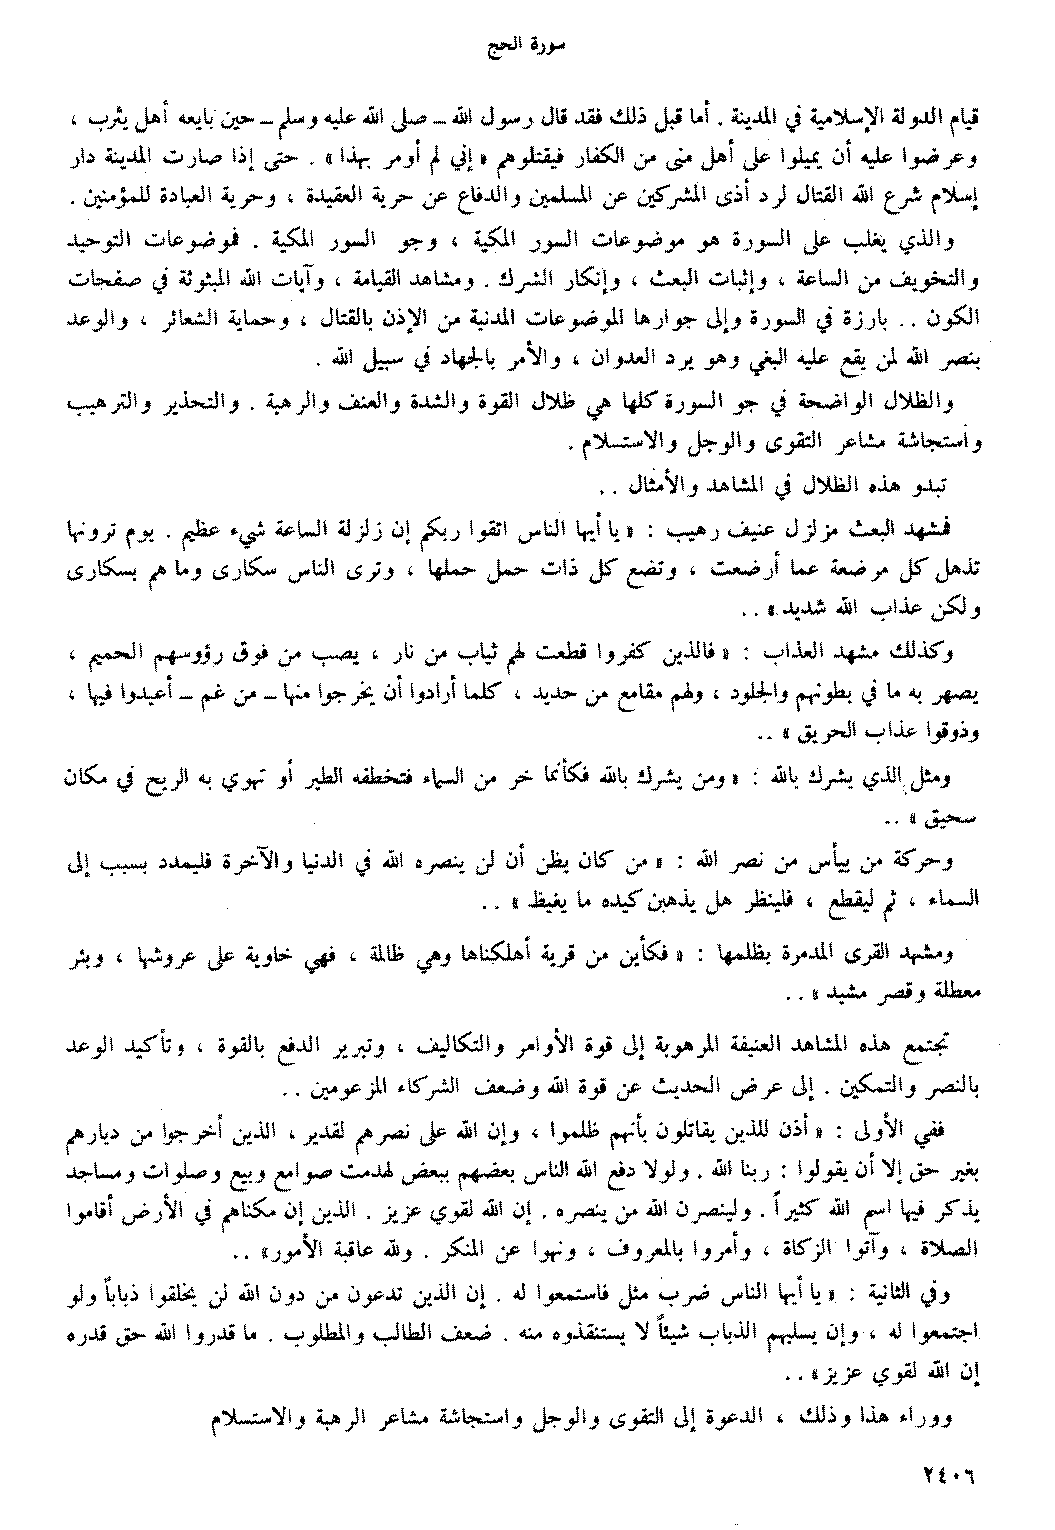 سورة الحج
قيام الدولة الإسلامية في المدينة . أما قبل ذلك فقد قال رسول الله – صلى الله عليه وسلم – حين بايعه أهل يثرب ،
وعرضوا عليه أن يميلوا على أهل منى من الكفار فيقتلوهم « إني لم أومر بهذا » . حتى إذا صارت المدينة دار
إسلام شرع الله القتال لرد أذى المشركين عن المسلمين والدفاع عن حرية العقيدة ، وحرية العبادة للمؤمنين .
والذي يغلب على السورة هو موضوعات السور المكية ، وجو السور المكية . فموضوعات التوحيد
والتخويف من الساعة ، وإثبات البعث ، وإنكار الشرك . ومشاهد القيامة ، وآيات الله المبثوثة في صفحات
الكون .. بارزة في السورة وإلى جوارها الموضوعات المدنية من الإذن بالقتال ، وحماية الشعائر ، والوعد
بنصر الله لمن يقع عليه البغي وهو يرد العدوان ، والأمر بالجهاد في سبيل الله .
والظلال الواضحة في جو السورة كلها هي ظلال القوة والشدة والعنف والرهبة . والتحذير والترهيب
واستجاشة مشاعر التقوى والوجل والاستسلام .
تبدو هذه الظلال في المشاهد والأمثال ..
فمشهد البعث مزلزل عنيف رهيب : « يا أيها الناس اتقوا ربكم إن زلزلة الساعة شيء عظيم . يوم ترونها
تذهل كل مرضعة عما أرضعت ، وتضع كل ذات حمل حملها ، وترى الناس سكارى وما هم بسكارى
ولكن عذاب الله شديد » ..
وكذلك مشهد العذاب : « فالذين كفروا قطعت لهم ثياب من نار ، يصب من فوق رؤوسهم الحميم ،
يصهر به ما في بطونهم والجلود ، ولهم مقامع من حديد ، كلما أرادوا أن يخرجوا منها – من غم – أعيدوا فيها ،
وذوقوا عذاب الحريق » ..
ومثل الذي يشرك بالله : « ومن يشرك بالله فكأنما خر من السماء فتخطفه الطير أو تهوي به الريح في مكان
سحيق » ..
وحركة من ييأس من نصر الله : « من كان يظن أن لن ينصره الله في الدنيا والآخرة فليمدد بسبب إلى
السماء ، ثم ليقطع ، فلينظر هل يذهبن كيده ما يغيظ » ..
ومشهد القرى المدمرة بظلمها : « فكأين من قرية أهلكناها وهي ظالمة ، فهي خاوية على عروشها ، وبئر
معطلة وقصر مشيد » ..
تجتمع هذه المشاهد العنيفة المرهوبة إلى قوة الأوامر والتكاليف ، وتبرير الدفع بالقوة ، وتأكيد الوعد
بالنصر والتمكين . إلى عرض الحديث عن قوة الله وضعف الشركاء المزعومين ..
ففي الأولى : « أذن للذين يقاتلون بأنهم ظلموا ، وإن الله على نصرهم لقدير ، الذين أخرجوا من ديارهم
بغير حق إلا أن يقولوا : ربنا الله . ولولا دفع الله الناس بعضهم ببعض لهدمت صوامع وبيع وصلوات ومساجد
يذكر فيها اسم الله كثيراً . ولينصرن الله من ينصره . إن الله لقوي عزيز . الذين إن مكناهم في الأرض أقاموا
الصلاة ، وآتوا الزكاة ، وأمروا بالمعروف ، ونهوا عن المنكر . ولله عاقبة الأمور» ..
وفي الثانية : « يا أيها الناس ضرب مثل فاستمعوا له . إن الذين تدعون من دون الله لن يخلقوا ذباباً ولو
اجتمعوا له ، وإن يسلبهم الذباب شيئاً لا يستنقذوه منه . ضعف الطالب والمطلوب . ما قدروا الله حق قدره
إن الله لقوي عزيز» ..
ووراء هذا وذلك ، الدعوة إلى التقوى والوجل واستجاشة مشاعر الرهبة والاستسلام
٢٤٠٦